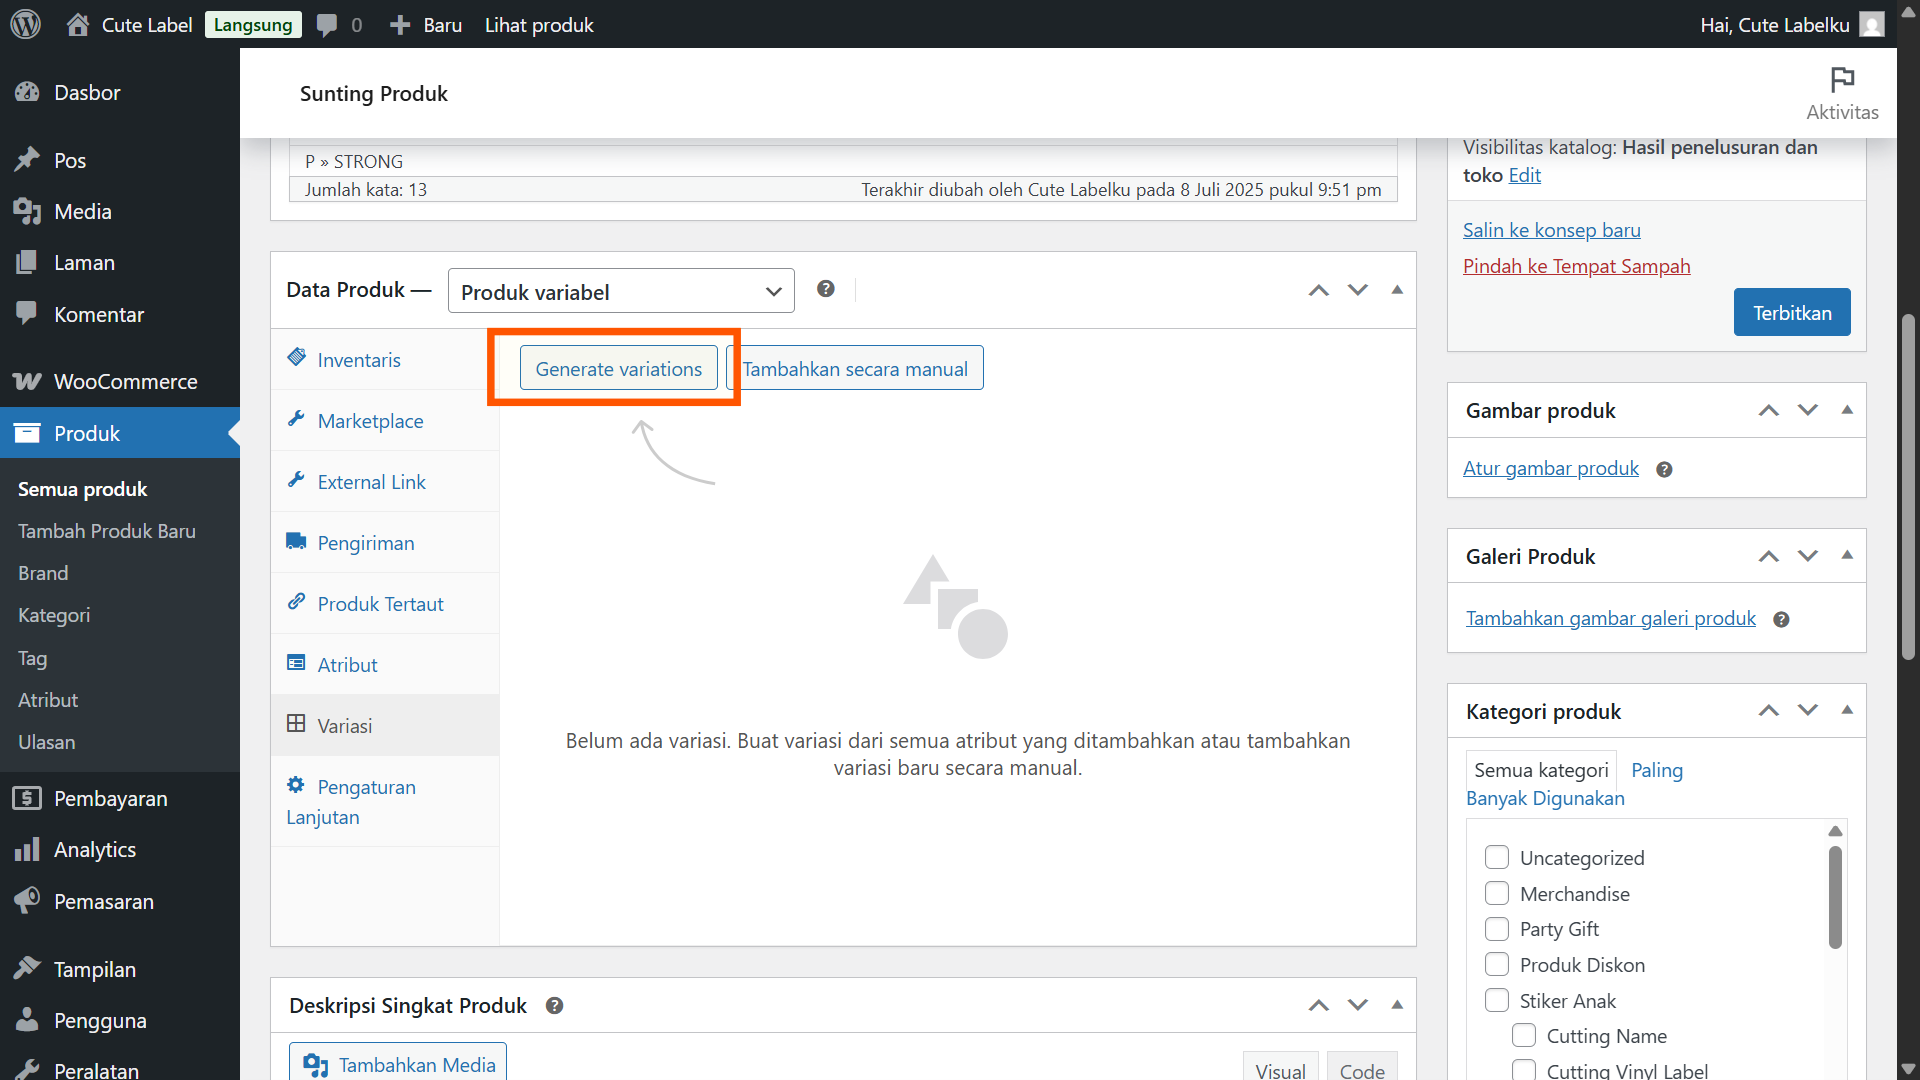 Cute Label
Langsung
0
Baru
Lihat produk
Hai, Cute Labelku
Dasbor
Pos
Media
Laman
Komentar
WooCommerce
Produk
Semua produk
Tambah Produk Baru
Brand
Kategori
Tag
Atribut
Ulasan
Pembayaran
Analytics
Pemasaran
Tampilan
Pengguna
Peralatan
Sunting Produk
Aktivitas
P » STRONG
Jumlah kata: 13
Terakhir diubah oleh Cute Labelku pada 8 Juli 2025 pukul 9:51 pm
Data Produk —
Produk variabel
Inventaris
Marketplace
External Link
Pengiriman
Produk Tertaut
Atribut
Variasi
Pengaturan
Lanjutan
Generate variations
Tambahkan secara manual
Belum ada variasi. Buat variasi dari semua atribut yang ditambahkan atau tambahkan
variasi baru secara manual.
Deskripsi Singkat Produk
Tambahkan Media
Visual
Code
Visibilitas katalog: Hasil penelusuran dan
toko Edit
Salin ke konsep baru
Pindah ke Tempat Sampah
Terbitkan
Gambar produk
Atur gambar produk
Galeri Produk
Tambahkan gambar galeri produk
Kategori produk
Semua kategori
Paling
Banyak Digunakan
Uncategorized
Merchandise
Party Gift
Produk Diskon
Stiker Anak
Cutting Name
Cutting Vinyl Label